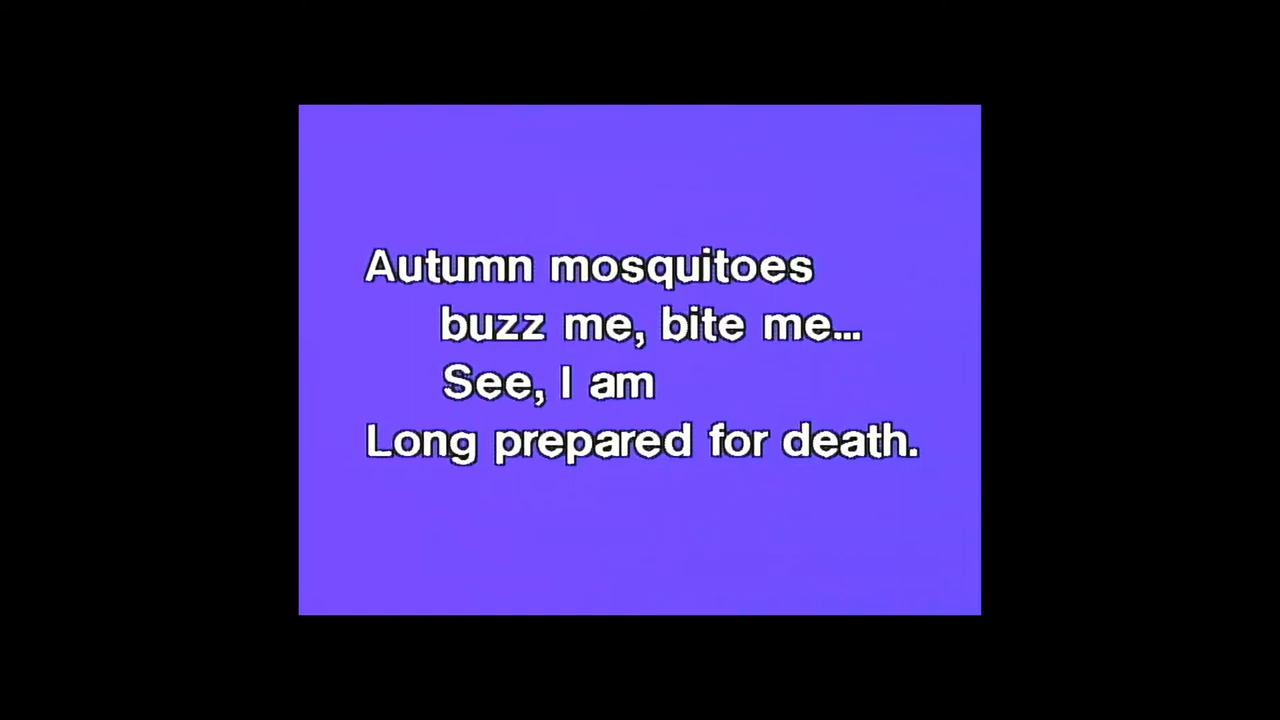 Autumn mosquitoes
buzz me, bite me...
See, I am
Long prepared for death.